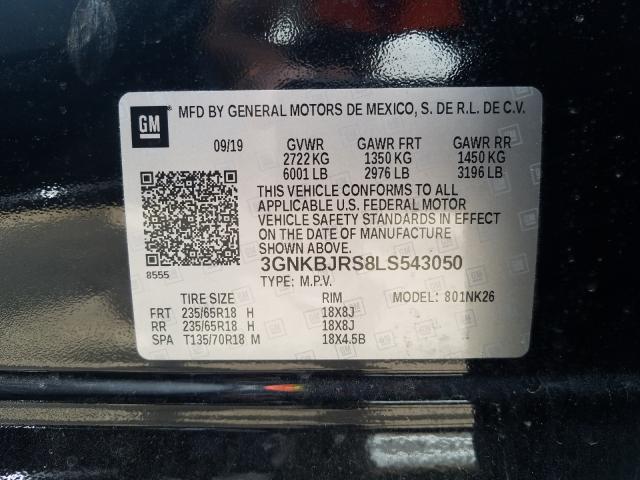 GM ® MFD BY GENERAL MOTORS DE MEXICO, S. DE R.L. DE C.V.
09/19 GVWR GAWR FRT GAWR RR
2722 KG 1350 KG 1450 KG
6001 LB 2976 LB 3196 LB
THIS VEHICLE CONFORMS TO ALL
APPLICABLE U.S. FEDERAL MOTOR
VEHICLE SAFETY STANDARDS IN EFFECT
ON THE DATE OF MANUFACTURE
SHOWN ABOVE.
8555 3GNKBJRS8LS543050
TYPE: M.P.V.
TIRE SIZE RIM MODEL: 801NK26
FRT 235/65R18 H 18X8J
RR 235/65R18 H 18X8J
SPA T135/70R18 M 18X4.5B